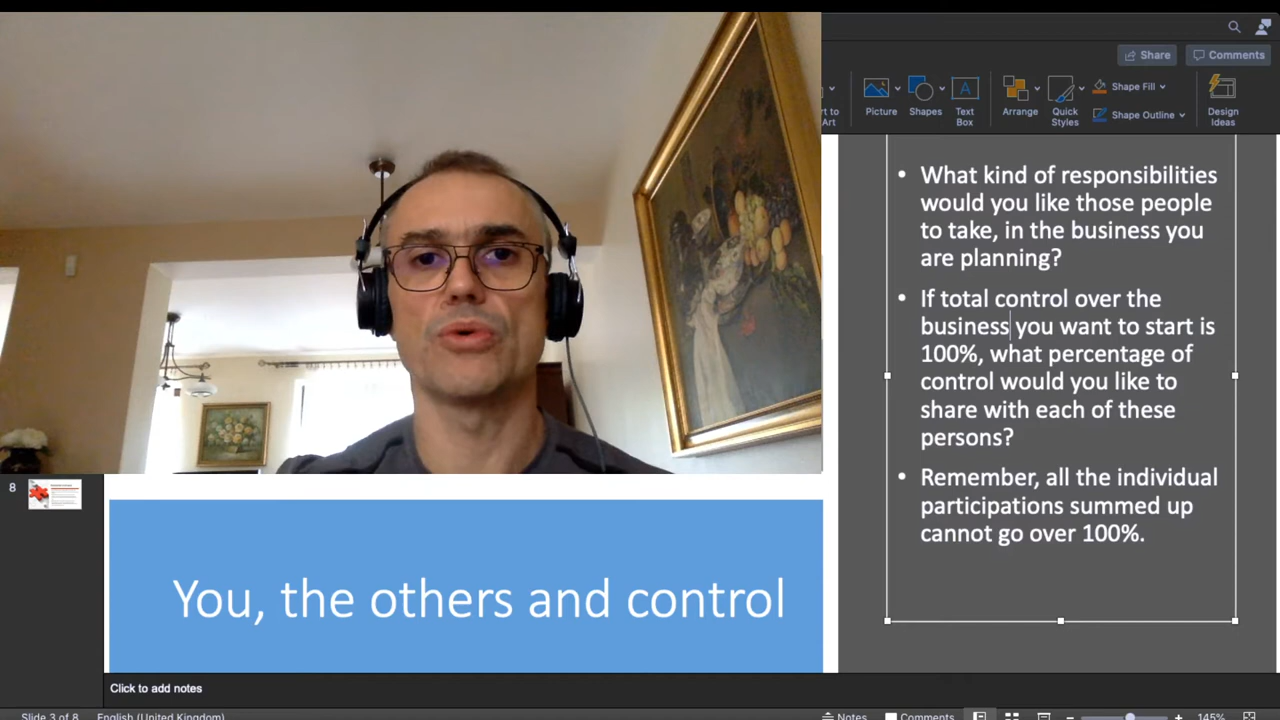 Share
Comments
Picture
Shapes
Text
Box
Arrange
Quick
Styles
Shape Fill
Shape Outline
Design
Ideas
• What kind of responsibilities
would you like those people
to take, in the business you
are planning?
• If total control over the
business you want to start is
100%, what percentage of
control would you like to
share with each of these
persons?
• Remember, all the individual
participations summed up
cannot go over 100%.
8
You, the others and control
Click to add notes
Slide 3 of 8
English (United Kingdom)
Notes
Comments
145%